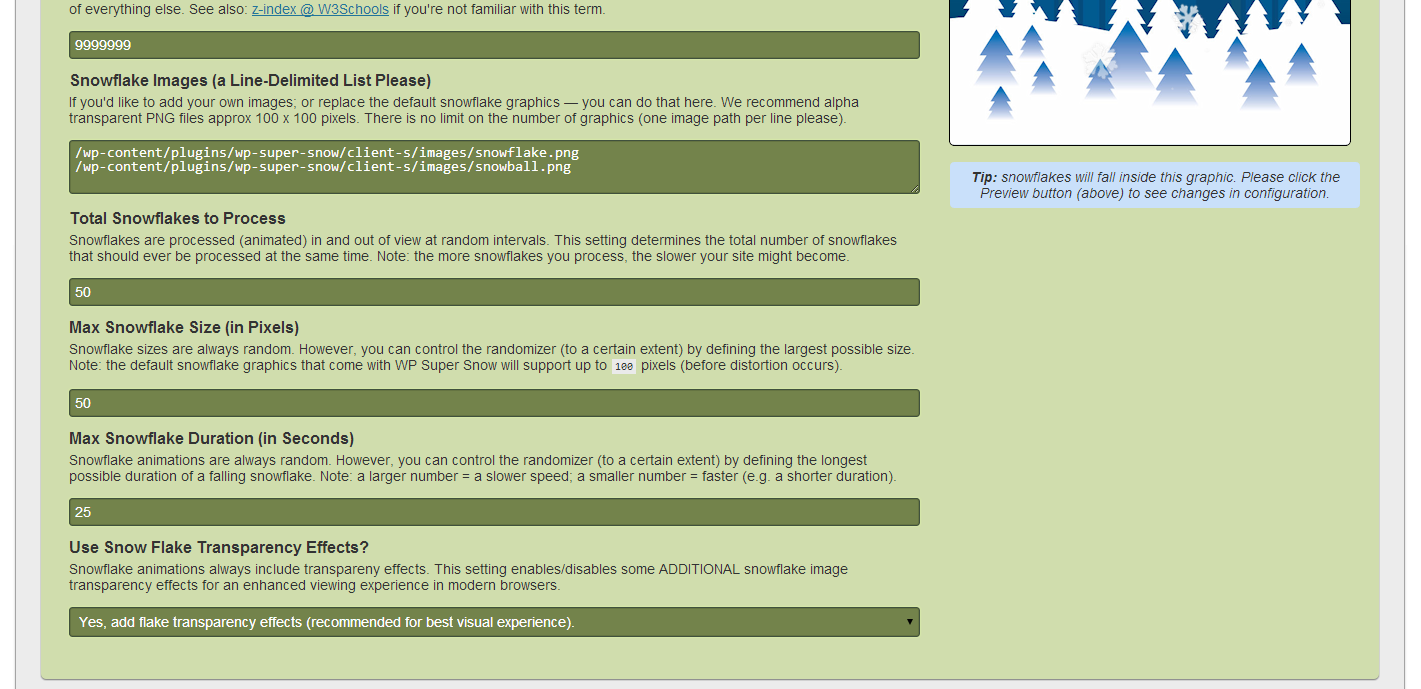 of everything else. See also: z-index @ W3Schools if you're not familiar with this term.
9999999
Snowflake Images (a Line-Delimited List Please)
If you'd like to add your own images; or replace the default snowflake graphics — you can do that here. We recommend alpha
transparent PNG files approx 100 x 100 pixels. There is no limit on the number of graphics (one image path per line please).
/wp-content/plugins/wp-super-snow/client-s/images/snowflake.png
/wp-content/plugins/wp-super-snow/client-s/images/snowball.png
Total Snowflakes to Process
Snowflakes are processed (animated) in and out of view at random intervals. This setting determines the total number of snowflakes
that should ever be processed at the same time. Note: the more snowflakes you process, the slower your site might become.
50
Max Snowflake Size (in Pixels)
Snowflake sizes are always random. However, you can control the randomizer (to a certain extent) by defining the largest possible size.
Note: the default snowflake graphics that come with WP Super Snow will support up to 100 pixels (before distortion occurs).
50
Max Snowflake Duration (in Seconds)
Snowflake animations are always random. However, you can control the randomizer (to a certain extent) by defining the longest
possible duration of a falling snowflake. Note: a larger number = a slower speed; a smaller number = faster (e.g. a shorter duration).
25
Use Snow Flake Transparency Effects?
Snowflake animations always include transpareny effects. This setting enables/disables some ADDITIONAL snowflake image
transparency effects for an enhanced viewing experience in modern browsers.
Yes, add flake transparency effects (recommended for best visual experience).
Tip: snowflakes will fall inside this graphic. Please click the
Preview button (above) to see changes in configuration.